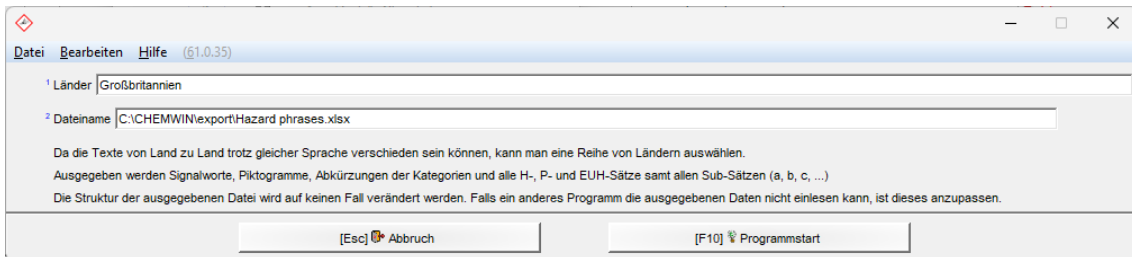 Datei Bearbeiten Hilfe (61.0.35)
1 Länder Großbritannien
2 Dateiname C:\CHEMWIN\export\Hazard phrases.xlsx
Da die Texte von Land zu Land trotz gleicher Sprache verschieden sein können, kann man eine Reihe von Ländern auswählen.
Ausgegeben werden Signalworte, Piktogramme, Abkürzungen der Kategorien und alle H-, P- und EUH-Sätze samt allen Sub-Sätzen (a, b, c, ...)
Die Struktur der ausgegebenen Datei wird auf keinen Fall verändert werden. Falls ein anderes Programm die ausgegebenen Daten nicht einlesen kann, ist dieses anzupassen.
[Esc] Abbruch [F10] Programmstart